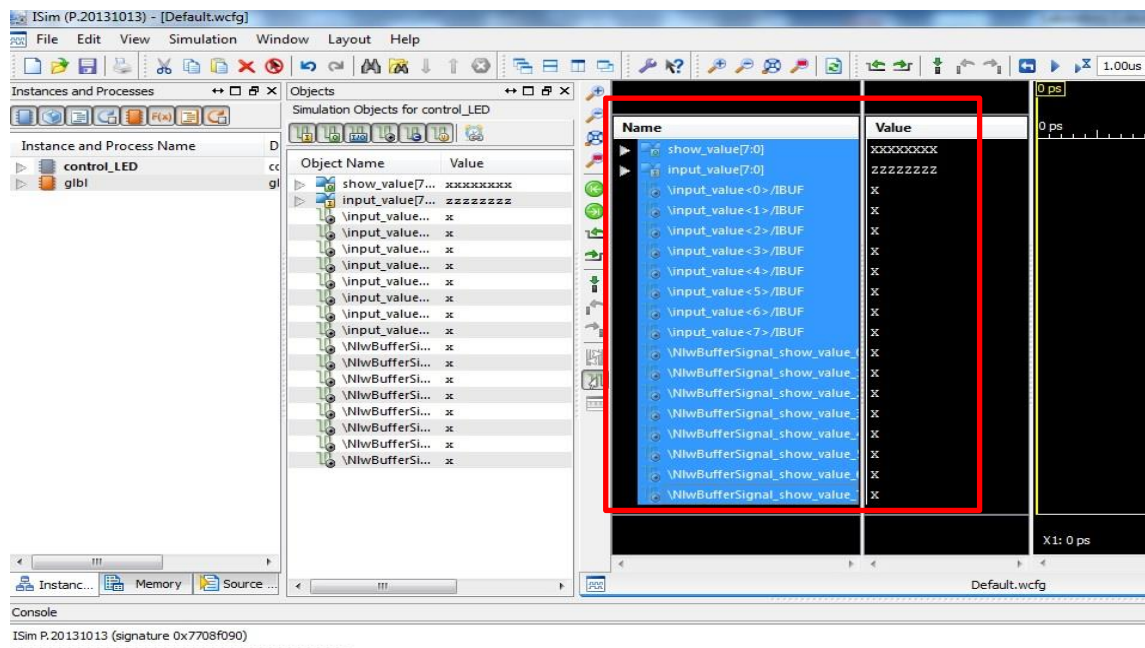 ISim (P.20131013) - [Default.wcfg]
File Edit View Simulation Window Layout Help
1.00us
Instances and Processes
Instance and Process Name D
control_LED cc
glbl gl
Instanc... Memory Source ...
Objects
Simulation Objects for control_LED
Object Name Value
show_value[7... xxxxxxxx
input_value[7... zzzzzzzz
\input_value... x
\input_value... x
\input_value... x
\input_value... x
\input_value... x
\input_value... x
\input_value... x
\input_value... x
\NlwBufferSi... x
\NlwBufferSi... x
\NlwBufferSi... x
\NlwBufferSi... x
\NlwBufferSi... x
\NlwBufferSi... x
\NlwBufferSi... x
\NlwBufferSi... x
Name Value
show_value[7:0] XXXXXXXX
input_value[7:0] ZZZZZZZZ
\input_value<0>/IBUF x
\input_value<1>/IBUF x
\input_value<2>/IBUF x
\input_value<3>/IBUF x
\input_value<4>/IBUF x
\input_value<5>/IBUF x
\input_value<6>/IBUF x
\input_value<7>/IBUF x
\NlwBufferSignal_show_value_ x
\NlwBufferSignal_show_value_ x
\NlwBufferSignal_show_value_ x
\NlwBufferSignal_show_value_ x
\NlwBufferSignal_show_value_ x
\NlwBufferSignal_show_value_ x
\NlwBufferSignal_show_value_ x
\NlwBufferSignal_show_value_ x
0 ps
0 ps
X1: 0 ps
Default.wcfg
Console
ISim P.20131013 (signature 0x7708f090)